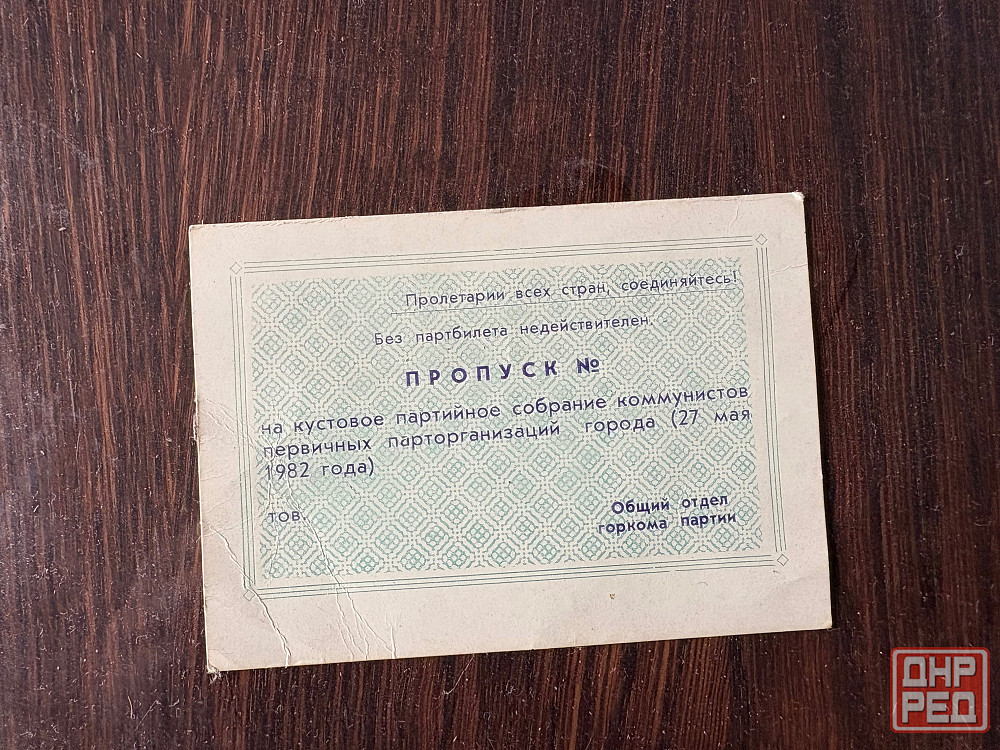 Пролетарии всех стран, соединяйтесь!
Без партбилета недействителен.
ПРОПУСК №
на кустовое партийное собрание коммунистов
первичных парторганизаций города (27 мая
1982 года)
тов.
Общий отдел
горкома партии
ДНР
РЕД